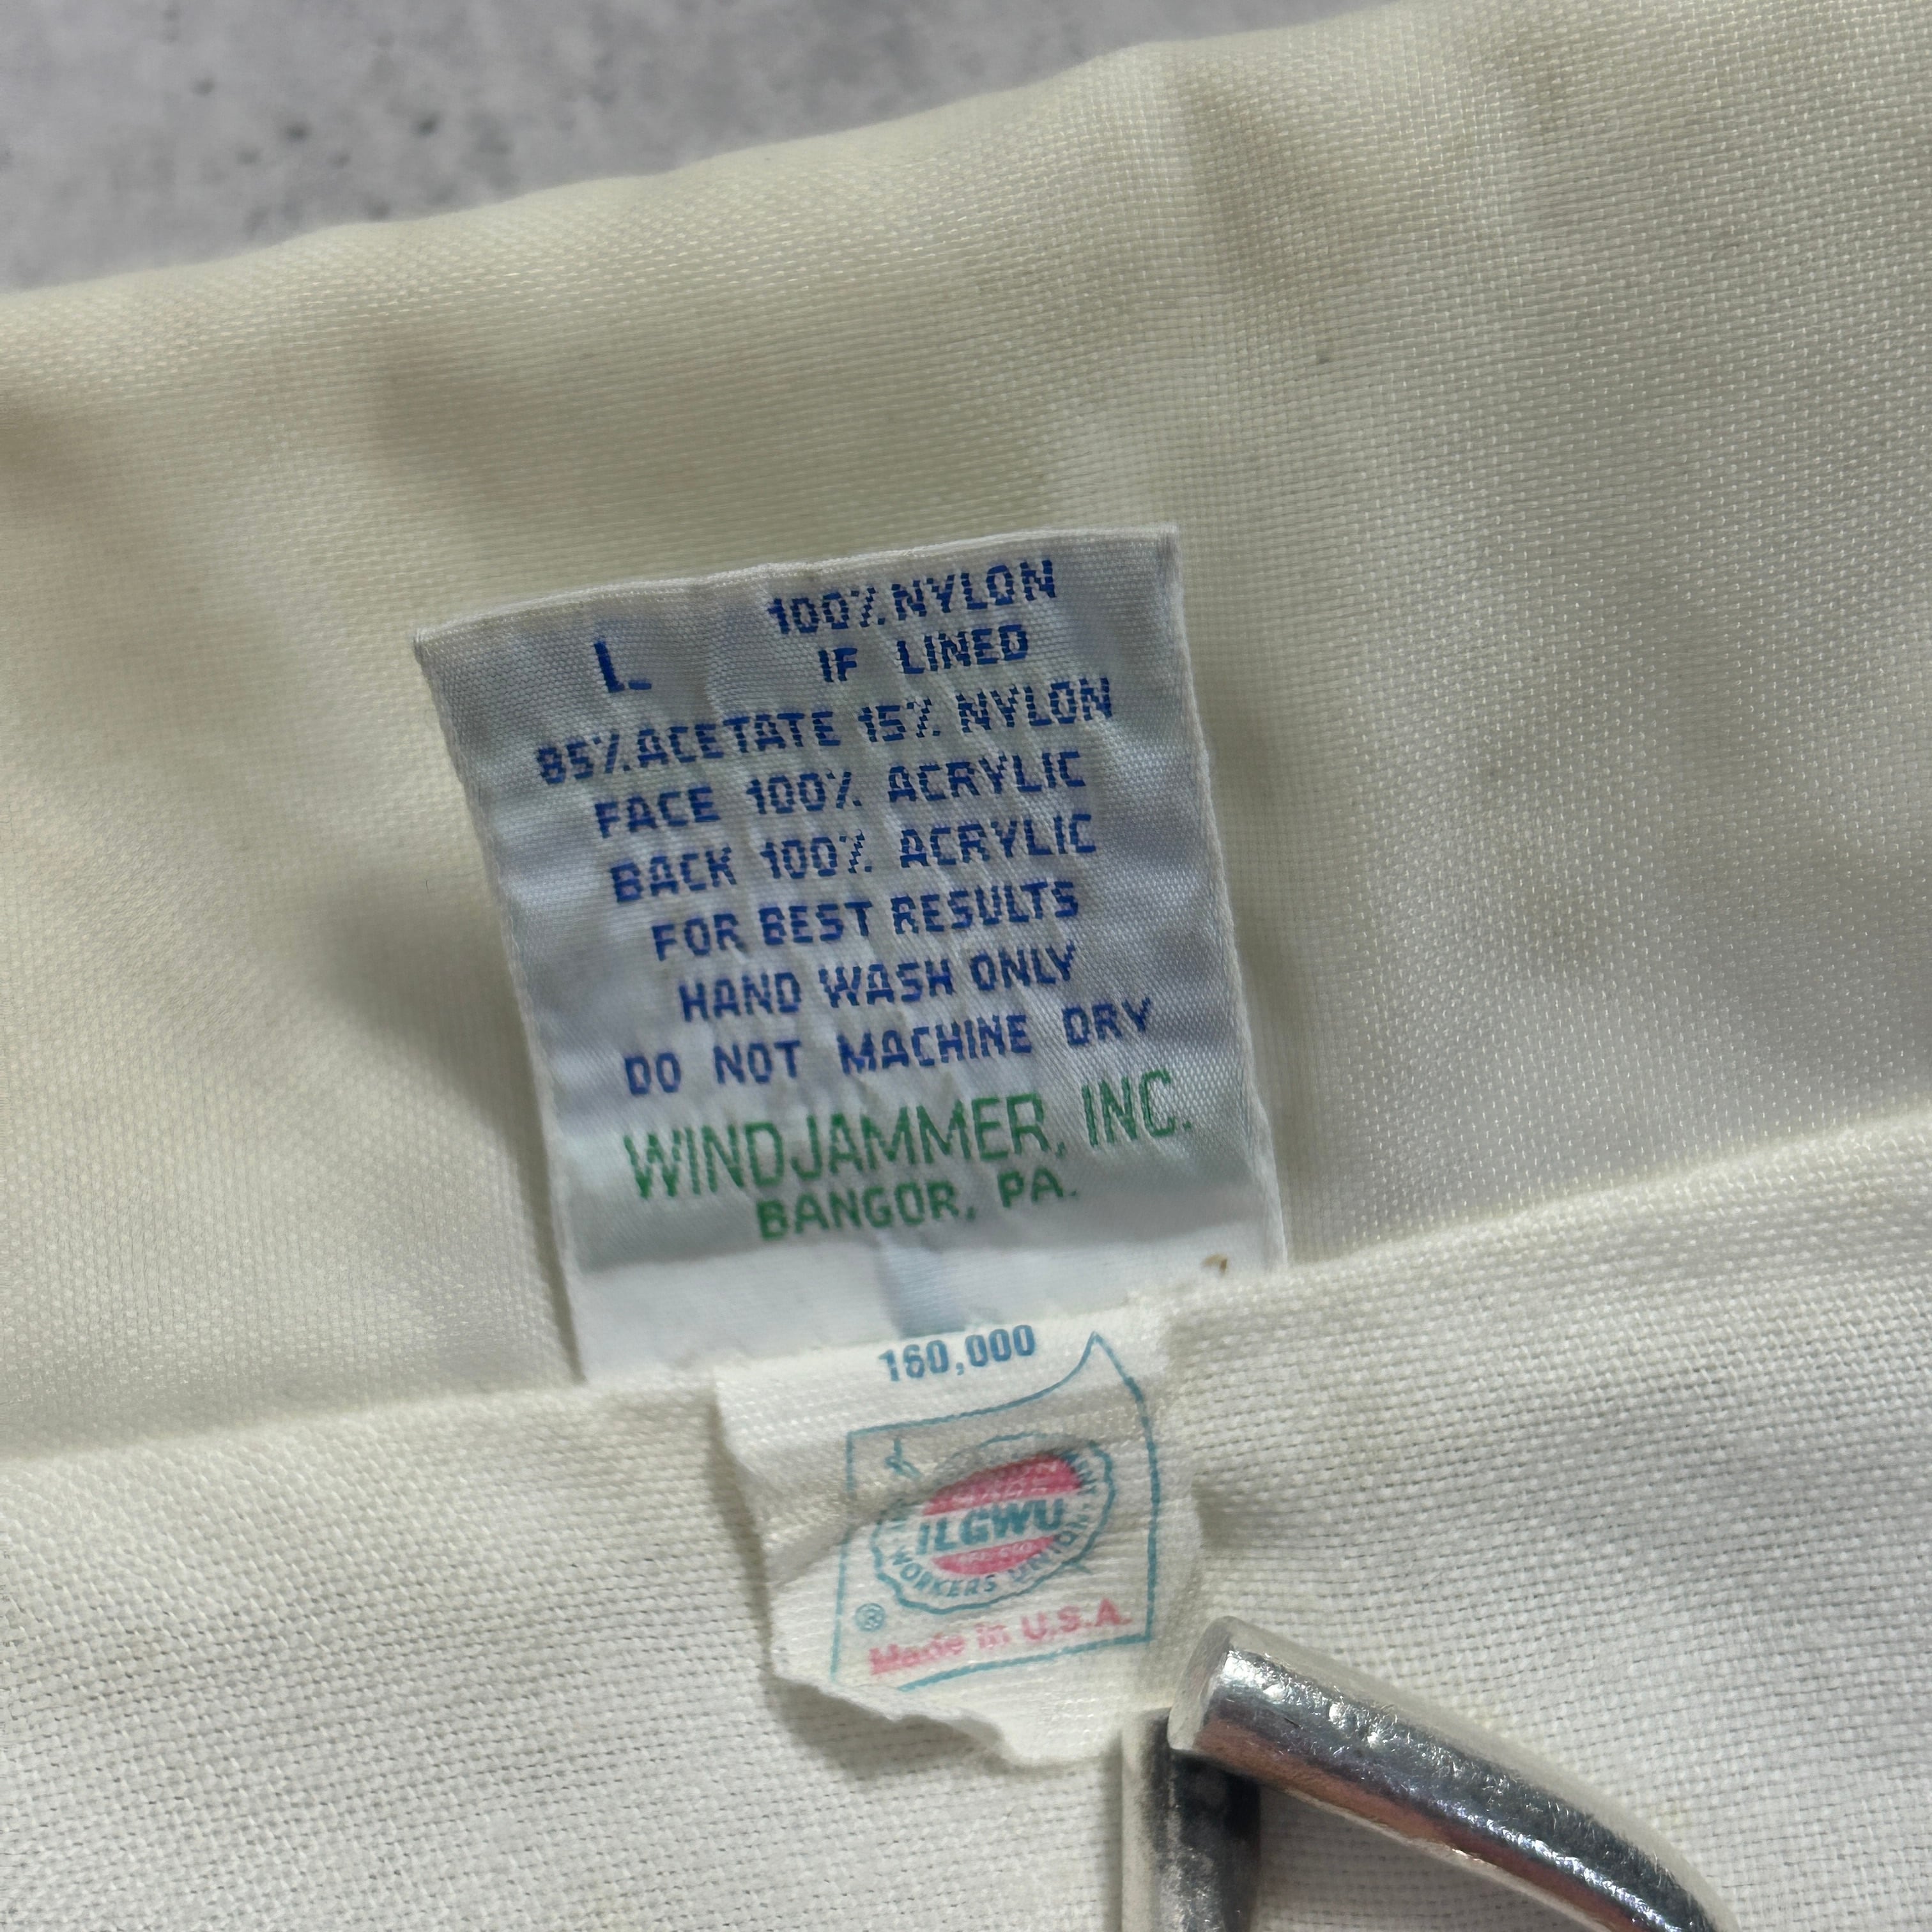 100% NYLON
L
IF LINED
85% ACETATE 15% NYLON
FACE 100% ACRYLIC
BACK 100% ACRYLIC
FOR BEST RESULTS
HAND WASH ONLY
DO NOT MACHINE DRY
WINDJAMMER, INC.
BANGOR, PA.
160,000
ILGWU
WORKERS UNION
®
Made in U.S.A.